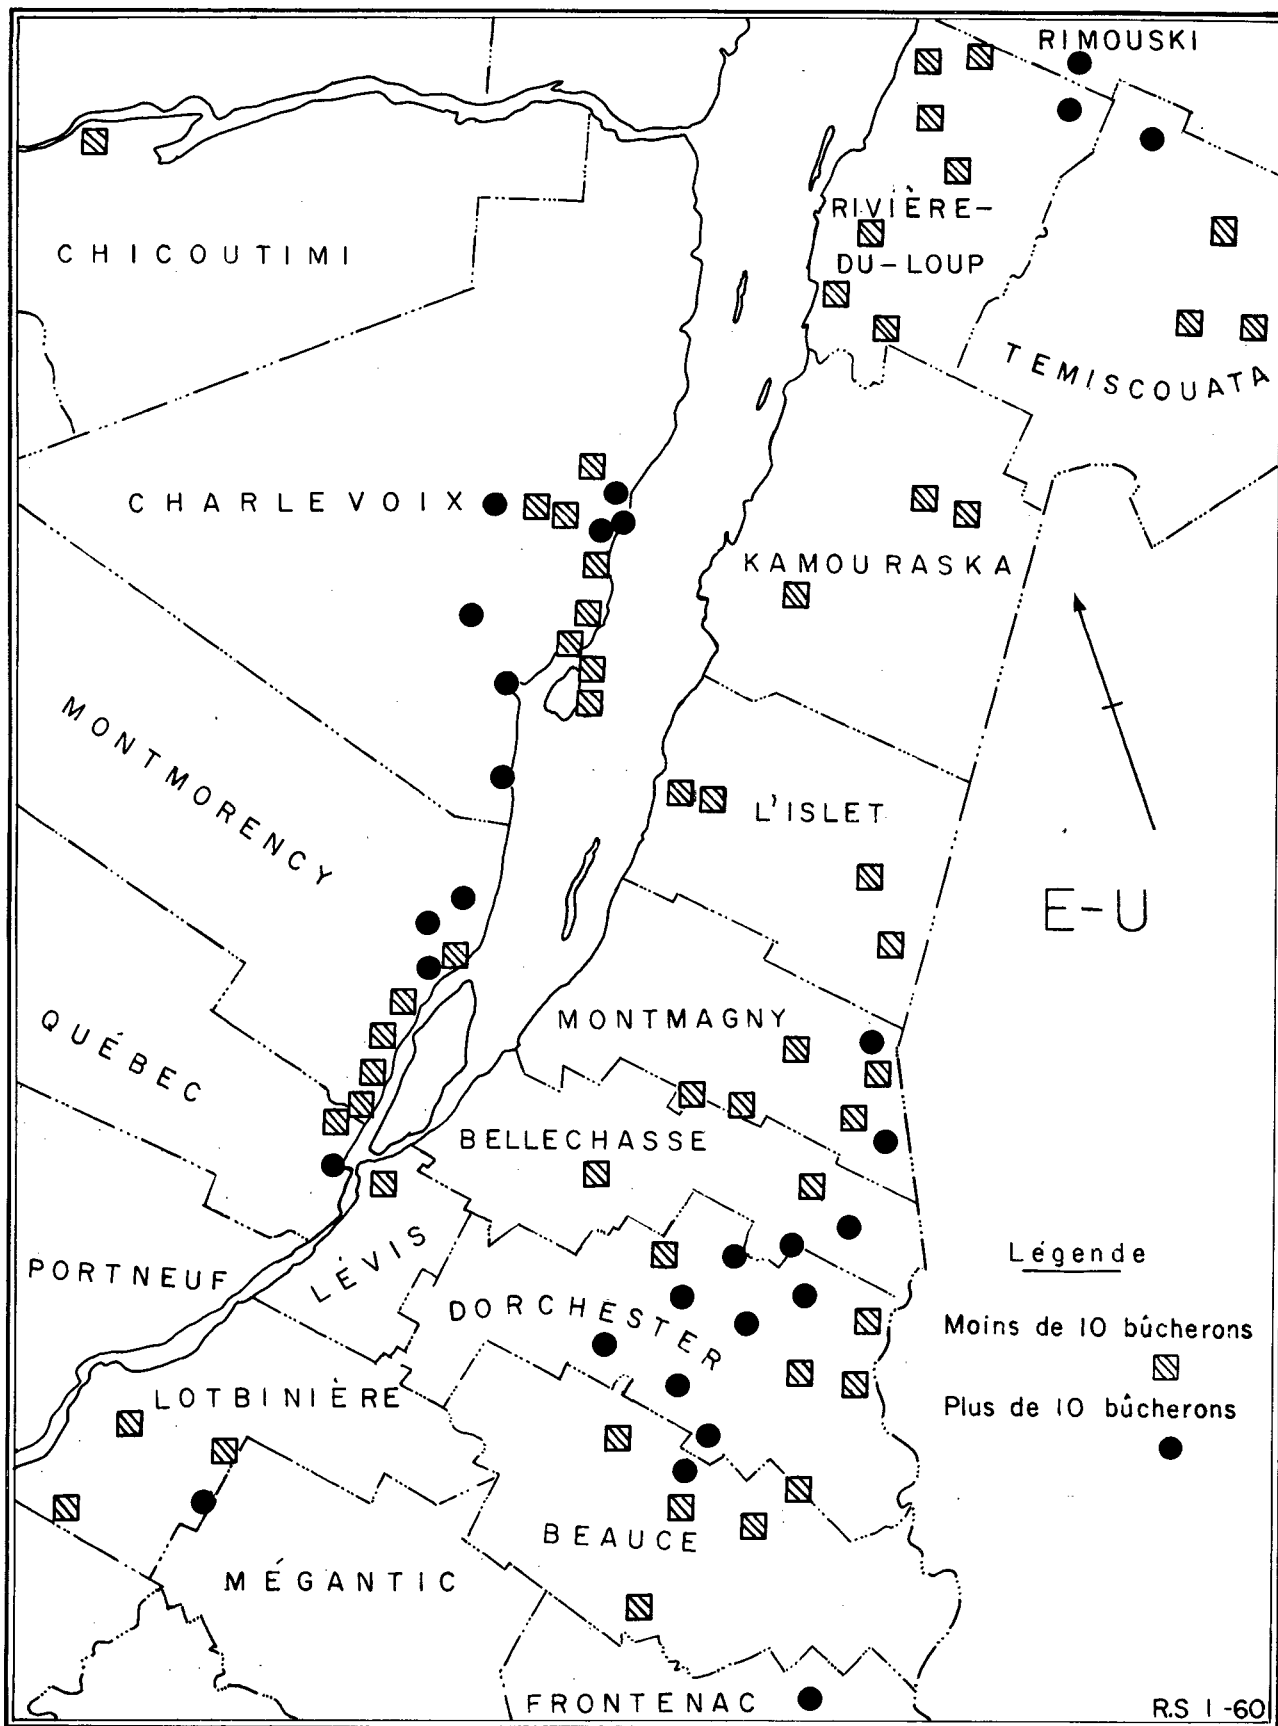 RIMOUSKI
CHICOUTIMI
RIVIÈRE-
DU-LOUP
TEMISCOUATA
CHARLEVOIX
KAMOURASKA
MONTMORENCY
L'ISLET
E-U
QUÉBEC
MONTMAGNY
BELLECHASSE
LÉVIS
PORTNEUF
Légende
DORCHESTER
Moins de 10 bûcherons
LOTBINIÈRE
Plus de 10 bûcherons
BEAUCE
MÉGANTIC
FRONTENAC
R.S 1-60